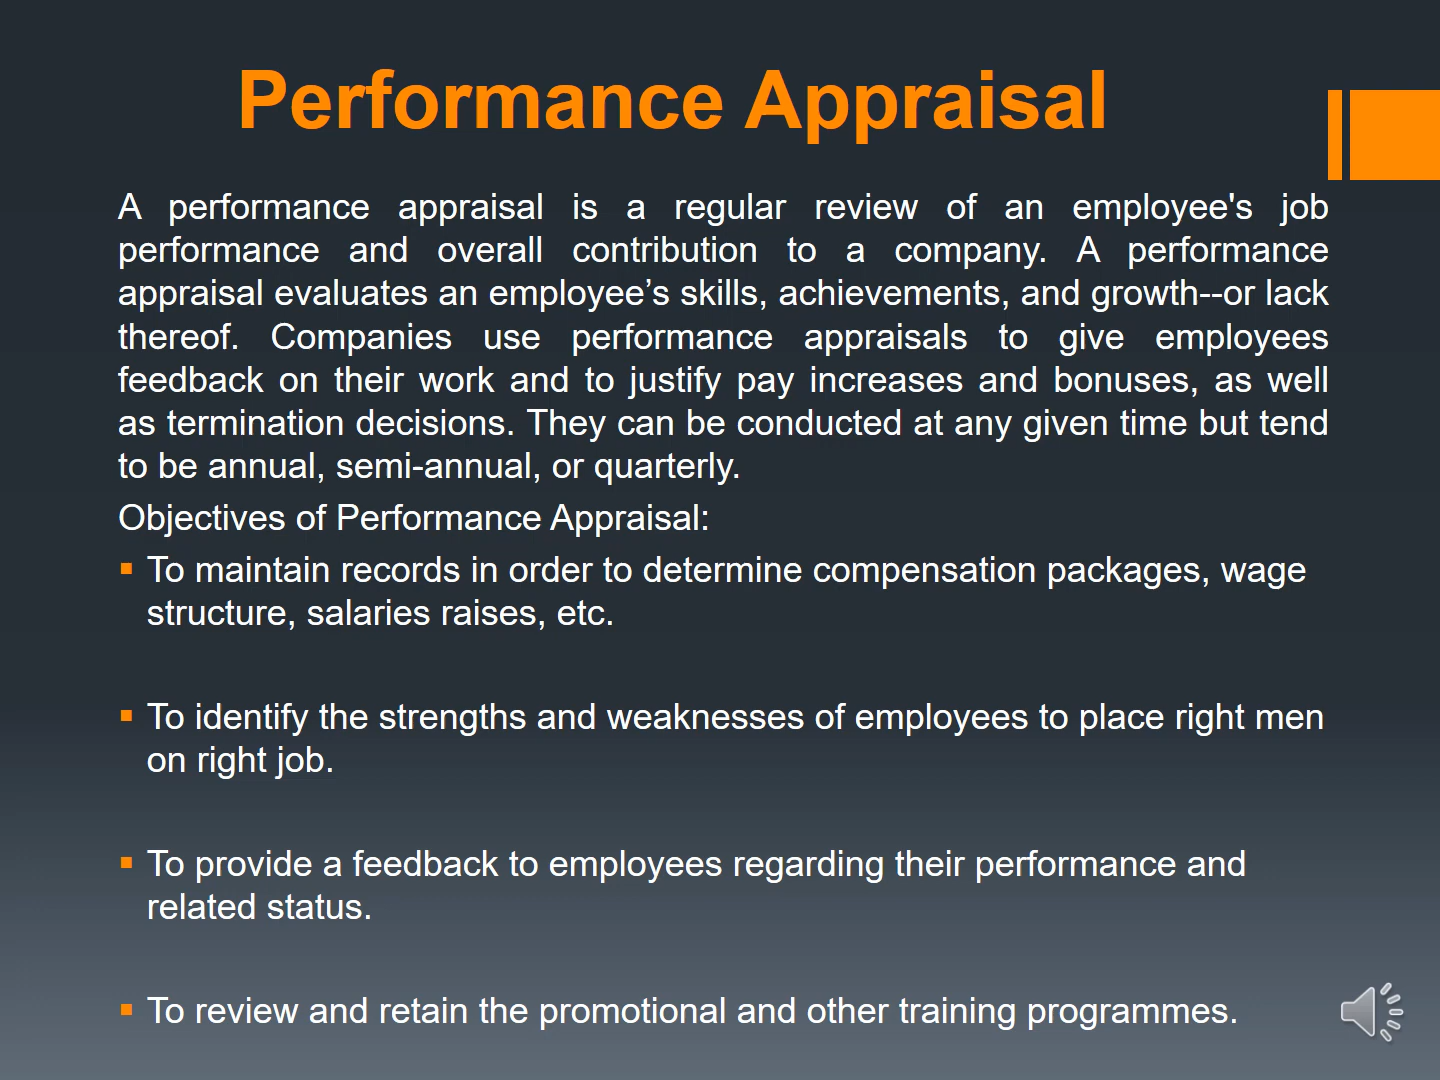 Performance Appraisal
A performance appraisal is a regular review of an employee's job
performance and overall contribution to a company. A performance
appraisal evaluates an employee’s skills, achievements, and growth--or lack
thereof. Companies use performance appraisals to give employees
feedback on their work and to justify pay increases and bonuses, as well
as termination decisions. They can be conducted at any given time but tend
to be annual, semi-annual, or quarterly.
Objectives of Performance Appraisal:
▪ To maintain records in order to determine compensation packages, wage
structure, salaries raises, etc.
▪ To identify the strengths and weaknesses of employees to place right men
on right job.
▪ To provide a feedback to employees regarding their performance and
related status.
▪ To review and retain the promotional and other training programmes.